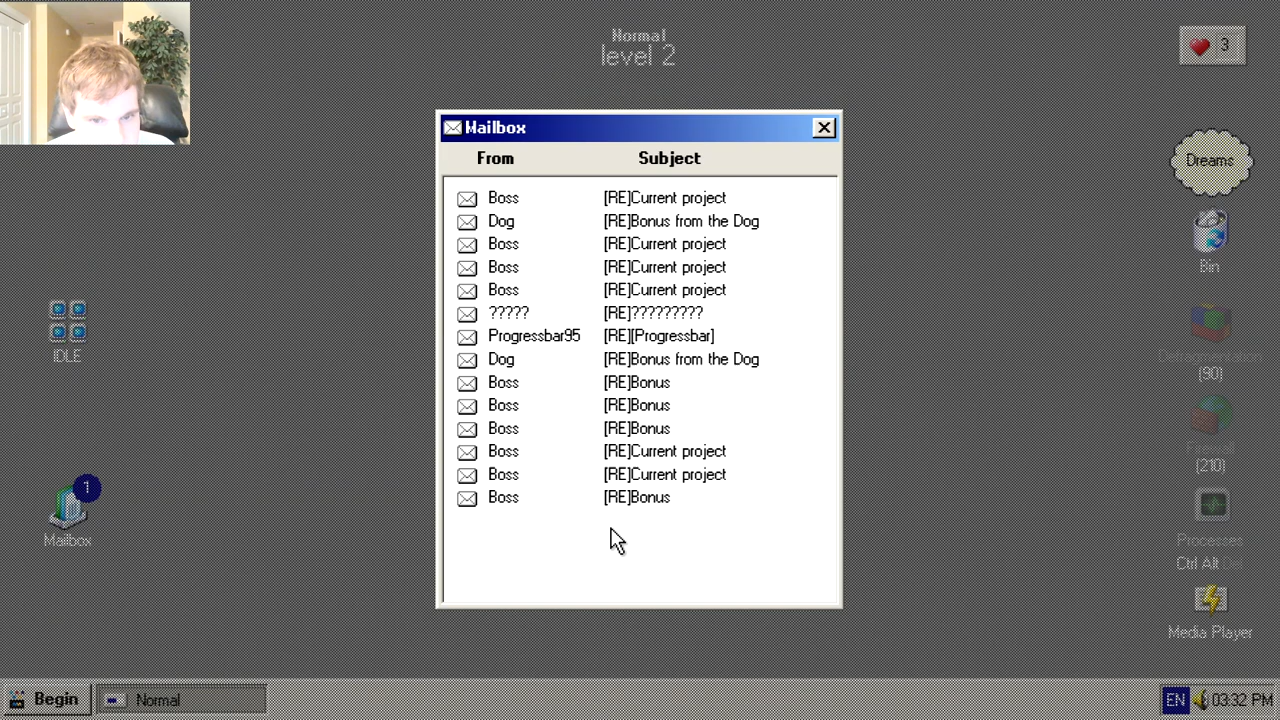 Normal
level 2
3
Mailbox
From Subject
Boss [RE]Current project
Dog [RE]Bonus from the Dog
Boss [RE]Current project
Boss [RE]Current project
Boss [RE]Current project
????? [RE]?????????
Progressbar95 [RE][Progressbar]
Dog [RE]Bonus from the Dog
Boss [RE]Bonus
Boss [RE]Bonus
Boss [RE]Bonus
Boss [RE]Current project
Boss [RE]Current project
Boss [RE]Bonus
IDLE
1
Mailbox
Dreams
Bin
(90)
(210)
Processes
Ctrl Alt Del
Media Player
Begin
Normal
EN
03:32 PM